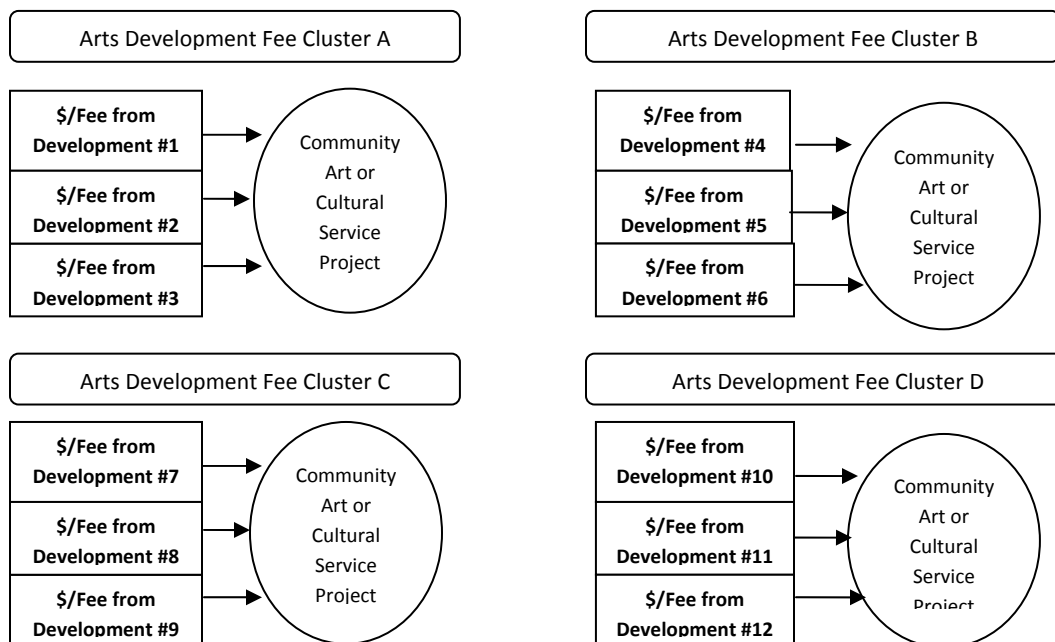 Arts Development Fee Cluster A
$/Fee from
Development #1
$/Fee from
Development #2
$/Fee from
Development #3
Community
Art or
Cultural
Service
Project
Arts Development Fee Cluster B
$/Fee from
Development #4
$/Fee from
Development #5
$/Fee from
Development #6
Community
Art or
Cultural
Service
Project
Arts Development Fee Cluster C
$/Fee from
Development #7
$/Fee from
Development #8
$/Fee from
Development #9
Community
Art or
Cultural
Service
Project
Arts Development Fee Cluster D
$/Fee from
Development #10
$/Fee from
Development #11
$/Fee from
Development #12
Community
Art or
Cultural
Service
Project